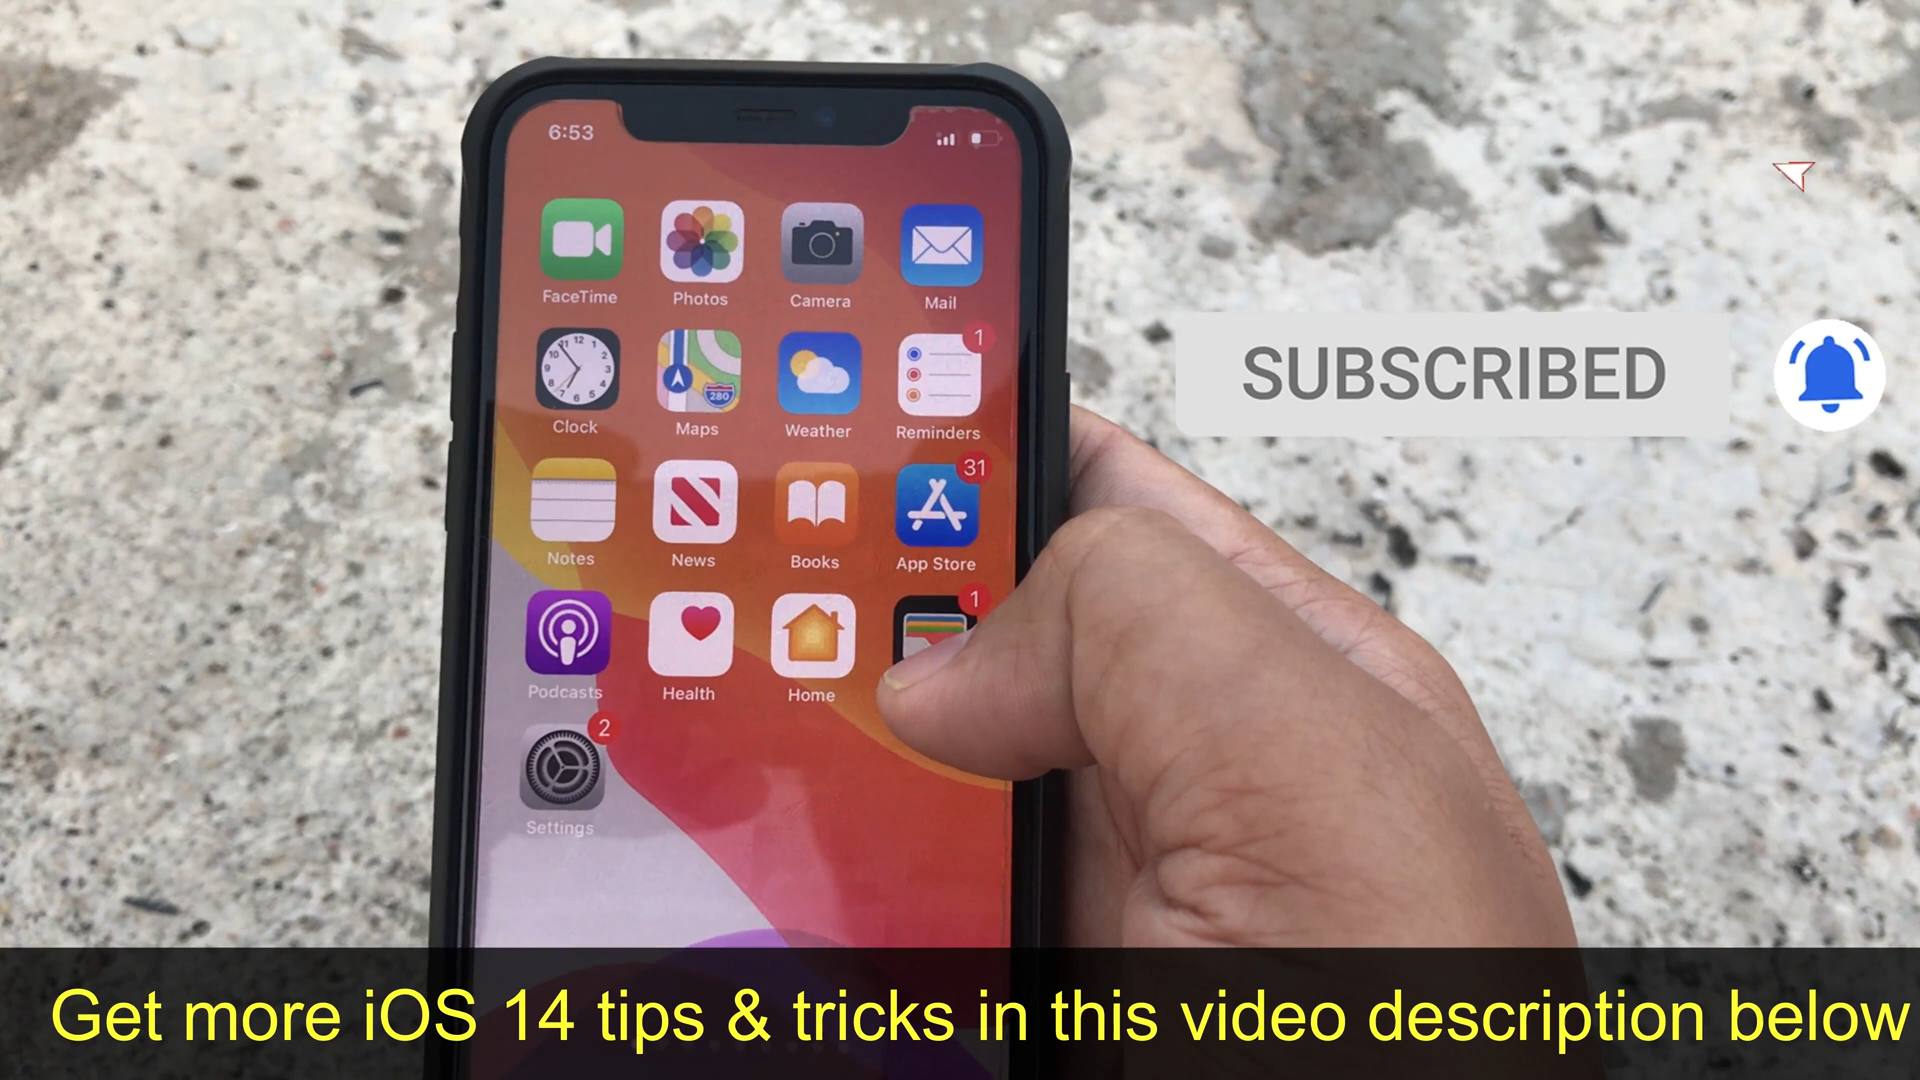 6:53
FaceTime Photos Camera Mail
1
Clock Maps Weather Reminders
280
31
Notes News Books App Store
1
Podcasts Health Home
2
Settings
SUBSCRIBED
Get more iOS 14 tips & tricks in this video description below